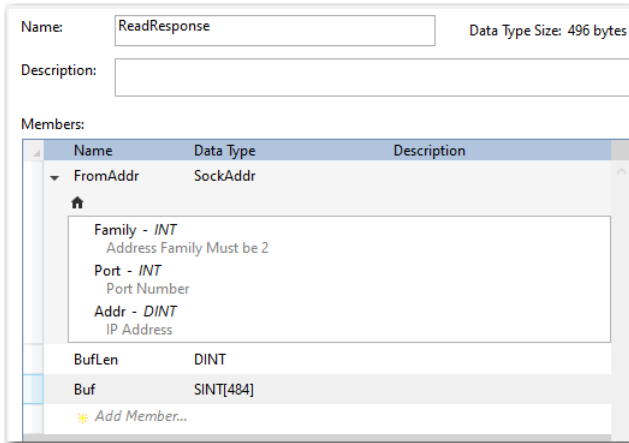 Name: ReadResponse Data Type Size: 496 bytes
Description:
Members:
Name Data Type Description
FromAddr SockAddr
Family - INT
Address Family Must be 2
Port - INT
Port Number
Addr - DINT
IP Address
BufLen DINT
Buf SINT[484]
Add Member...